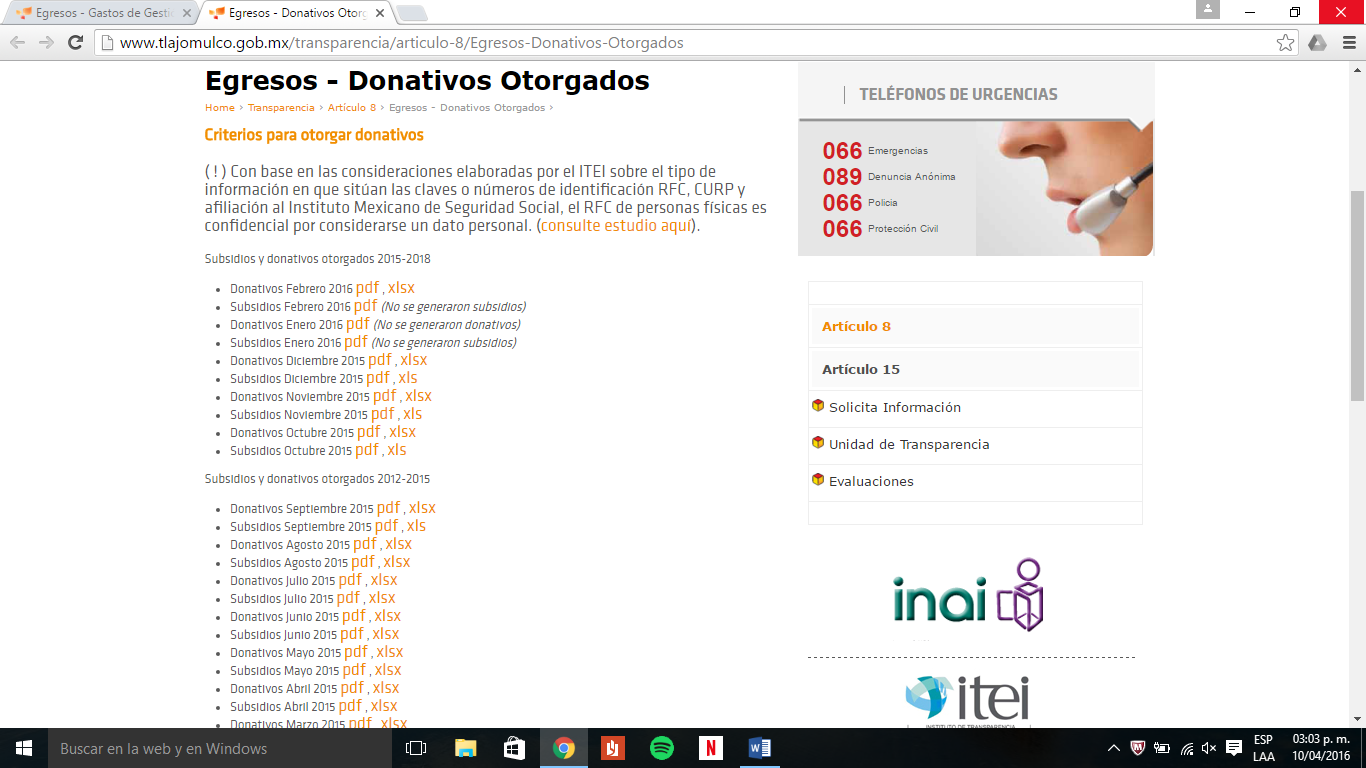 Egresos - Gastos de Gesti
Egresos - Donativos Otorg
www.tlajomulco.gob.mx/transparencia/articulo-8/Egresos-Donativos-Otorgados
Egresos - Donativos Otorgados
Home > Transparencia > Artículo 8 > Egresos - Donativos Otorgados >
Criterios para otorgar donativos
( ! ) Con base en las consideraciones elaboradas por el ITEI sobre el tipo de
información en que sitúan las claves o números de identificación RFC, CURP y
afiliación al Instituto Mexicano de Seguridad Social, el RFC de personas físicas es
confidencial por considerarse un dato personal. (consulte estudio aquí).
Subsidios y donativos otorgados 2015-2018
• Donativos Febrero 2016 pdf , xlsx
• Subsidios Febrero 2016 pdf (No se generaron subsidios)
• Donativos Enero 2016 pdf (No se generaron donativos)
• Subsidios Enero 2016 pdf (No se generaron subsidios)
• Donativos Diciembre 2015 pdf , xlsx
• Subsidios Diciembre 2015 pdf , xls
• Donativos Noviembre 2015 pdf , xlsx
• Subsidios Noviembre 2015 pdf , xls
• Donativos Octubre 2015 pdf , xlsx
• Subsidios Octubre 2015 pdf , xls
Subsidios y donativos otorgados 2012-2015
• Donativos Septiembre 2015 pdf , xlsx
• Subsidios Septiembre 2015 pdf , xls
• Donativos Agosto 2015 pdf , xlsx
• Subsidios Agosto 2015 pdf , xlsx
• Donativos Julio 2015 pdf , xlsx
• Subsidios Julio 2015 pdf , xlsx
• Donativos Junio 2015 pdf , xlsx
• Subsidios Junio 2015 pdf , xlsx
• Donativos Mayo 2015 pdf , xlsx
• Subsidios Mayo 2015 pdf , xlsx
• Donativos Abril 2015 pdf , xlsx
• Subsidios Abril 2015 pdf , xlsx
• Donativos Marzo 2015 pdf , xlsx
TELÉFONOS DE URGENCIAS
066 Emergencias
089 Denuncia Anónima
066 Policia
066 Protección Civil
Artículo 8
Artículo 15
Solicita Información
Unidad de Transparencia
Evaluaciones
inai
itei
INSTITUTO DE TRANSPARENCIA
Buscar en la web y en Windows
ESP
LAA
03:03 p. m.
10/04/2016